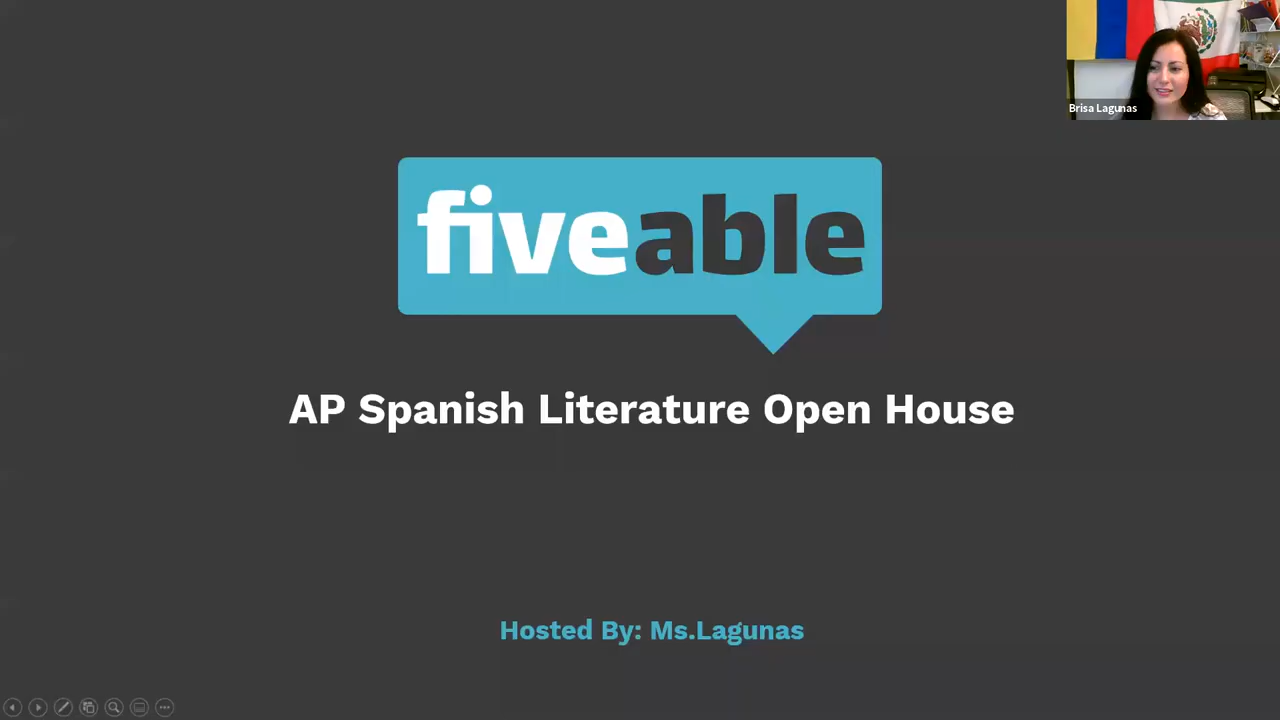 Brisa Lagunas
fiveable
AP Spanish Literature Open House
Hosted By: Ms.Lagunas